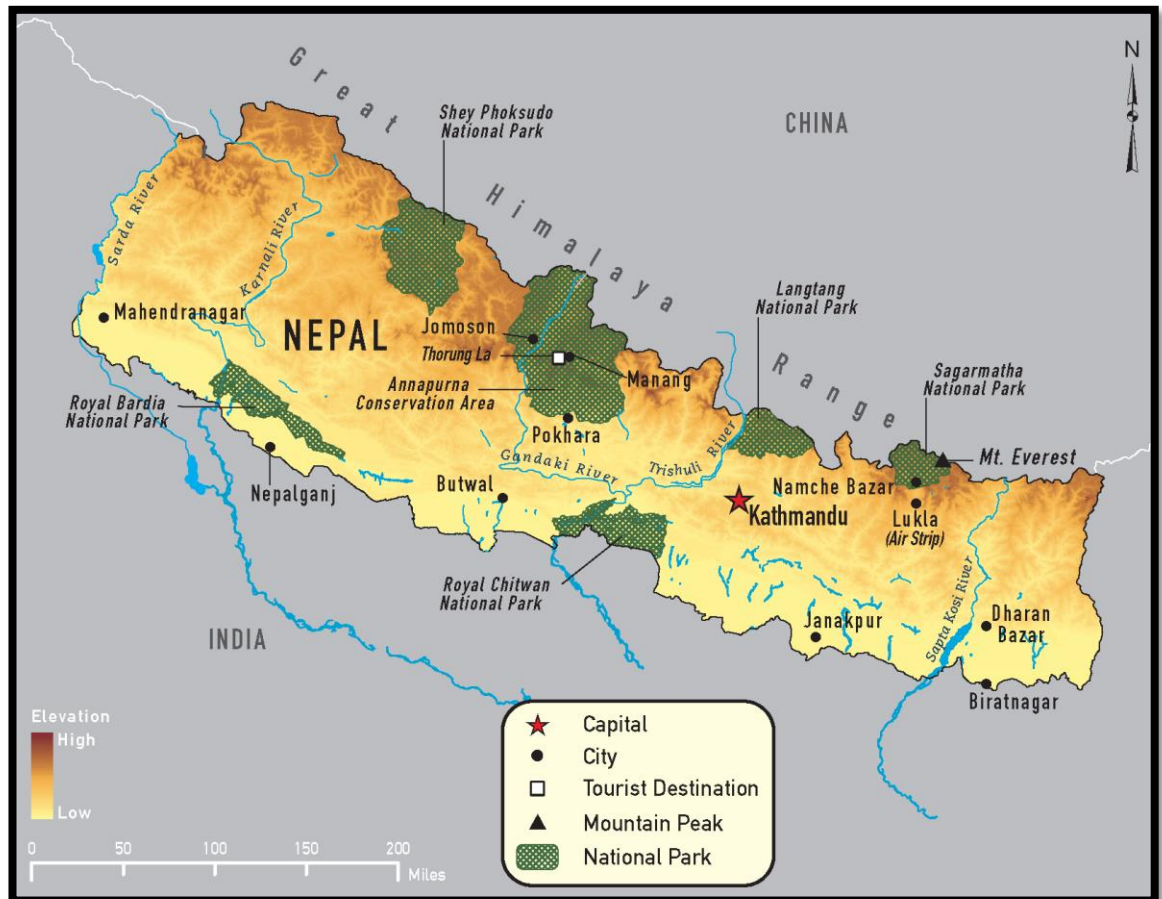 Great Himalaya Range
N
CHINA
Shey Phoksudo
National Park
Sarda River
Karnali River
Langtang
National Park
Mahendranagar
NEPAL
Jomoson
Thorung La
Manang
Annapurna
Conservation Area
Sagarmatha
National Park
Royal Bardia
National Park
Pokhara
Mt. Everest
Gandaki River
Trishuli River
Nepalganj
Butwal
Namche Bazar
Kathmandu
Lukla
(Air Strip)
Royal Chitwan
National Park
Sapta Kosi River
INDIA
Janakpur
Dharan
Bazar
Biratnagar
Elevation
High
Low
0 50 100 150 200
Miles
Capital
City
Tourist Destination
Mountain Peak
National Park